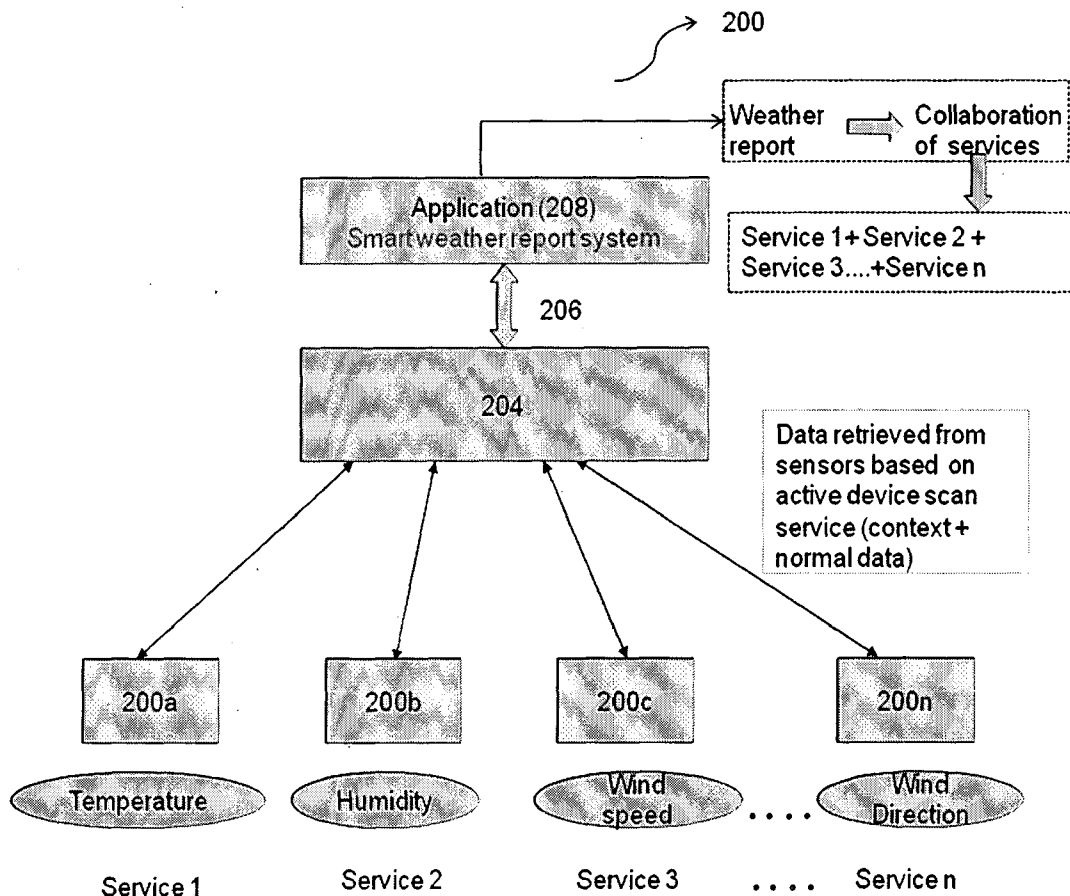 200
Weather report
Collaboration of services
Application (208)
Smart weather report system
Service 1+ Service 2 +
Service 3....+Service n
206
204
Data retrieved from
sensors based on
active device scan
service (context +
normal data)
200a
200b
200c
200n
Temperature
Humidity
Wind
speed
....
Wind
Direction
Service 1
Service 2
Service 3
....
Service n